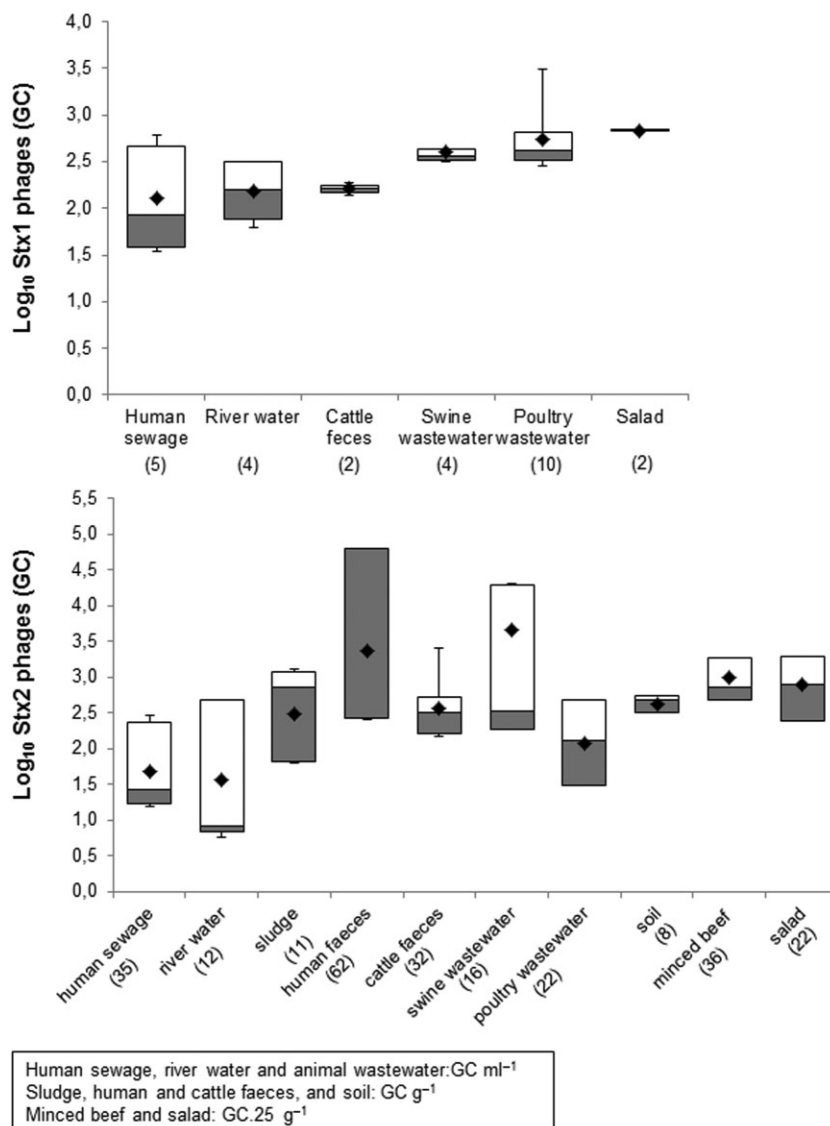 Log₁₀ Stx1 phages (GC)
4,0
3,5
3,0
2,5
2,0
1,5
1,0
0,5
0,0
Human sewage (5)
River water (4)
Cattle feces (2)
Swine wastewater (4)
Poultry wastewater (10)
Salad (2)
Log₁₀ Stx2 phages (GC)
5,5
5,0
4,5
4,0
3,5
3,0
2,5
2,0
1,5
1,0
0,5
0,0
human sewage (35)
river water (12)
sludge (11)
human faeces (62)
cattle faeces (32)
swine wastewater (16)
poultry wastewater (22)
soil (8)
minced beef (36)
salad (22)
Human sewage, river water and animal wastewater:GC ml⁻¹
Sludge, human and cattle faeces, and soil: GC g⁻¹
Minced beef and salad: GC.25 g⁻¹